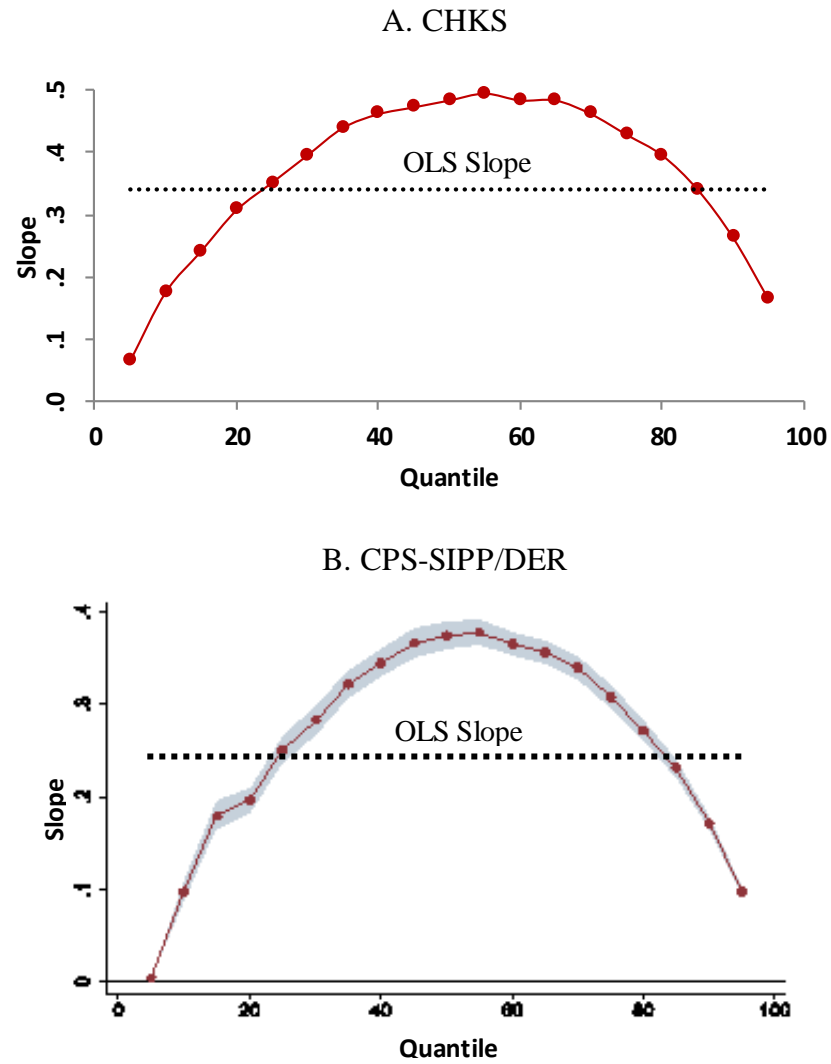 A. CHKS
.5
.4
OLS Slope
.3
Slope
.2
.1
.0
0 20 40 60 80 100
Quantile
B. CPS-SIPP/DER
.4
.3
OLS Slope
.2
Slope
.1
0
0 20 40 60 80 100
Quantile